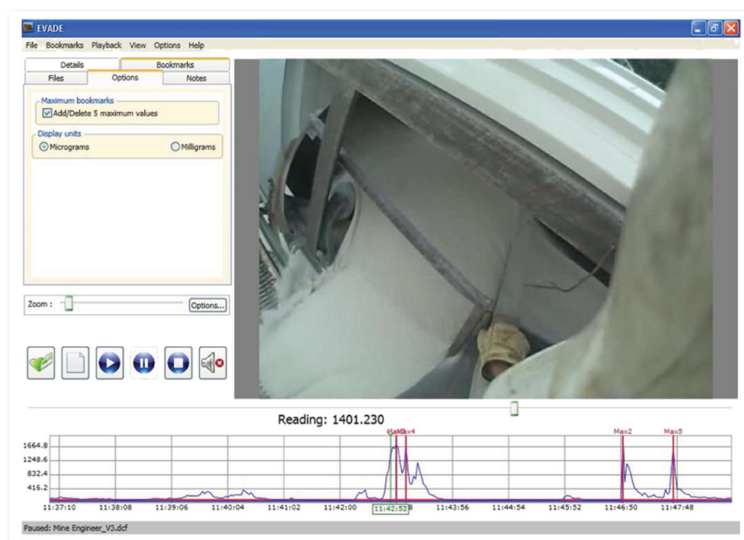 EVADE
File Bookmarks Playback View Options Help
Details Bookmarks
Files Options Notes
Maximum bookmarks
Add/Delete 5 maximum values
Display units
Micrograms Milligrams
Zoom : Options...
Reading: 1401.230
Max4 Max2 Max5
1664.8
1248.6
832.4
416.2
11:37:10 11:38:08 11:39:06 11:40:04 11:41:02 11:42:00 11:42:52 11:43:56 11:44:54 11:45:52 11:46:50 11:47:48
Paused: Mine Engineer_V3.dcf